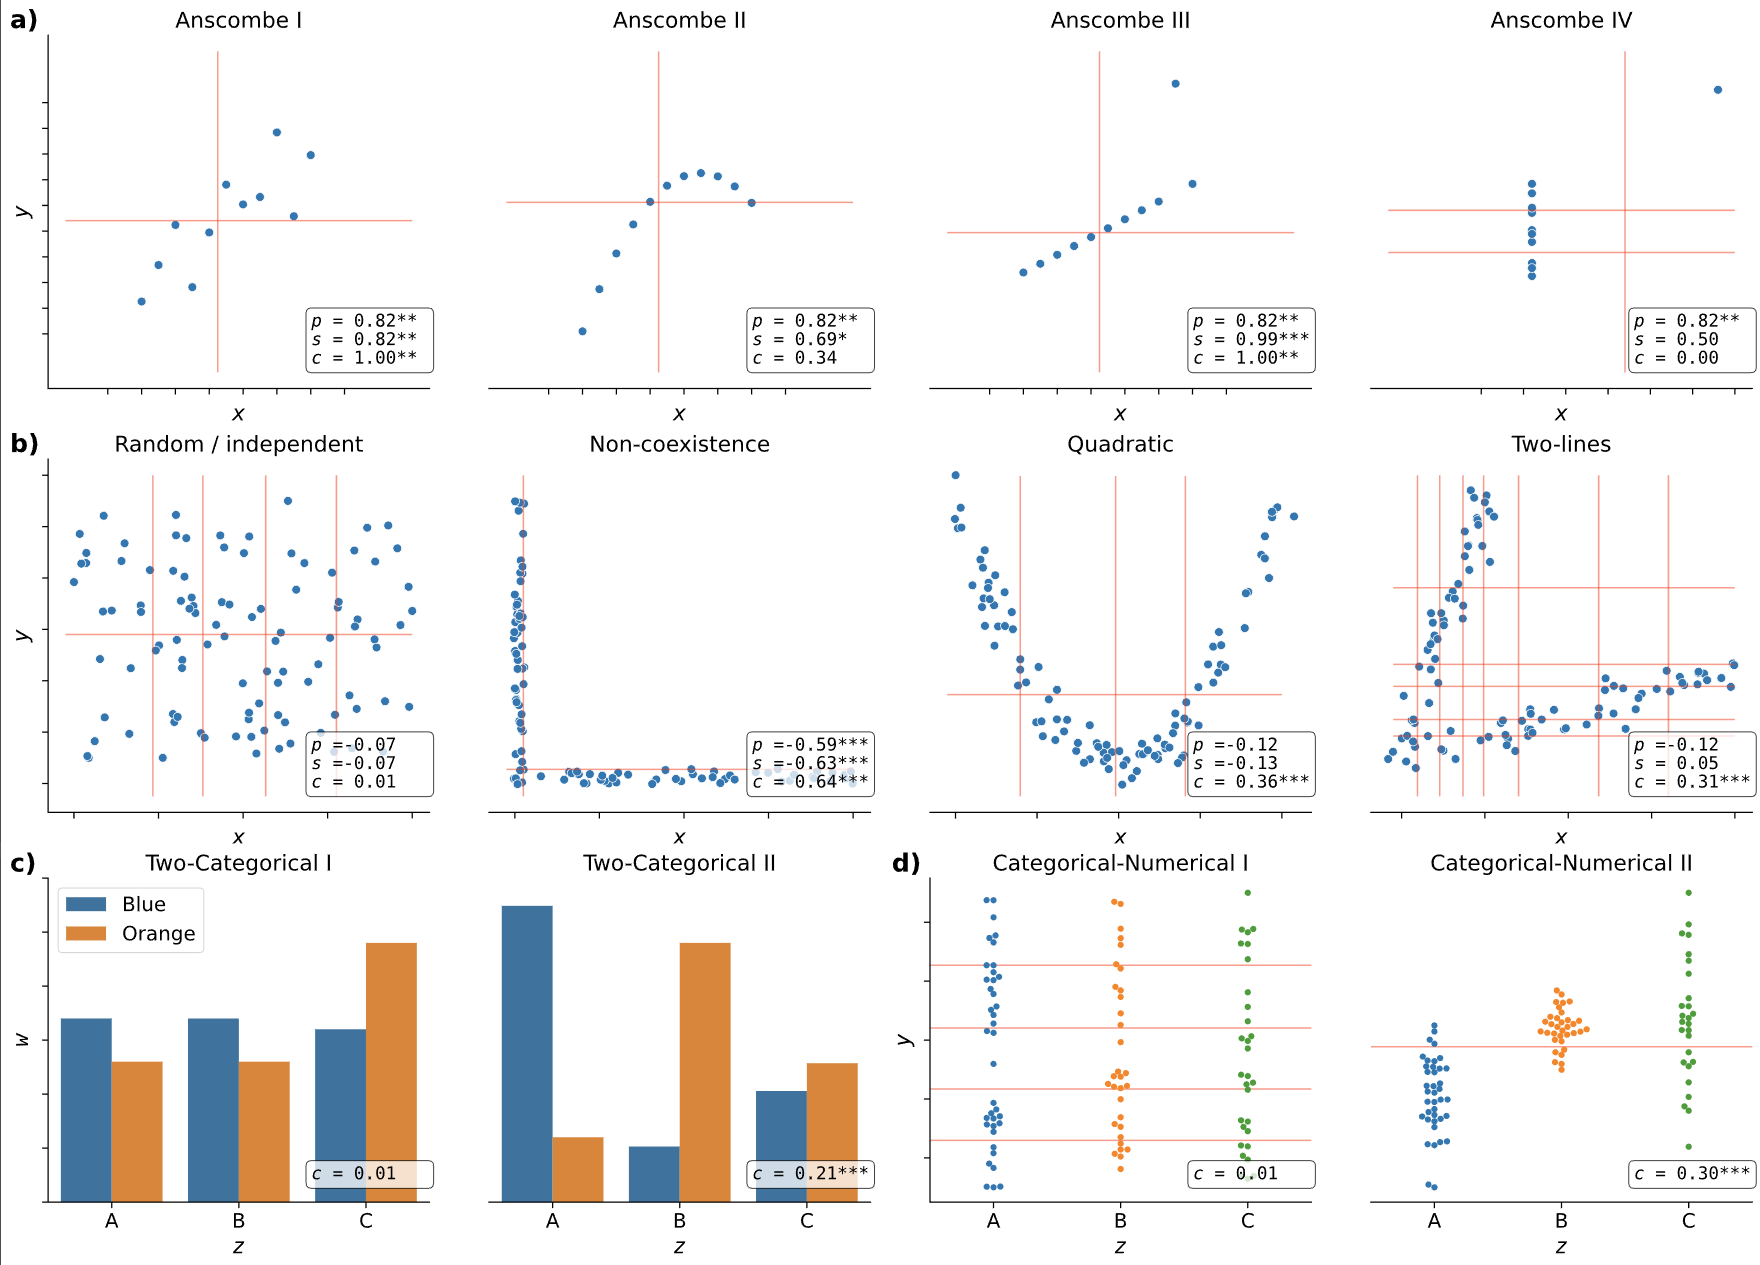 a)
Anscombe I
Anscombe II
Anscombe III
Anscombe IV
y
p = 0.82**
s = 0.82**
c = 1.00**
p = 0.82**
s = 0.69*
c = 0.34
p = 0.82**
s = 0.99***
c = 1.00**
p = 0.82**
s = 0.50
c = 0.00
x
x
x
x
b)
Random / independent
Non-coexistence
Quadratic
Two-lines
y
p =-0.07
s =-0.07
c = 0.01
p =-0.59***
s =-0.63***
c = 0.64***
p =-0.12
s =-0.13
c = 0.36***
p =-0.12
s = 0.05
c = 0.31***
x
x
x
x
c)
Two-Categorical I
Two-Categorical II
d)
Categorical-Numerical I
Categorical-Numerical II
Blue
Orange
w
y
c = 0.01
c = 0.21***
c = 0.01
c = 0.30***
A B C
A B C
A B C
A B C
z
z
z
z